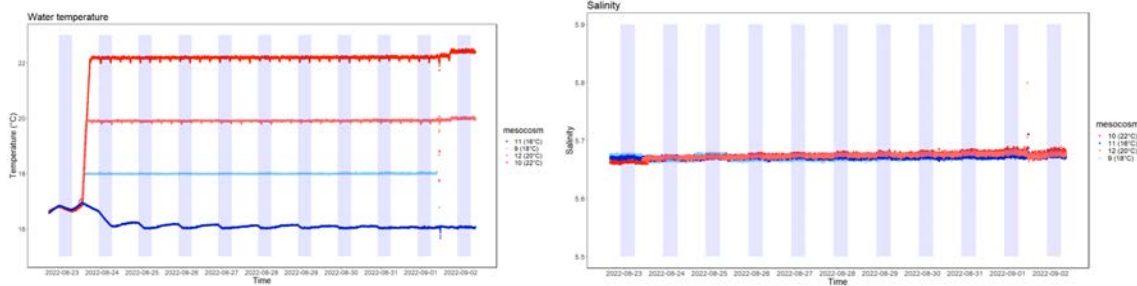 Water temperature
22
20
18
16
Temperature (°C)
2022-08-23 2022-08-24 2022-08-25 2022-08-26 2022-08-27 2022-08-28 2022-08-29 2022-08-30 2022-08-31 2022-09-01 2022-09-02
Time
mesocosm
11 (16°C)
9 (18°C)
12 (20°C)
10 (22°C)
Salinity
5.9
5.8
5.7
5.6
5.5
Salinity
2022-08-23 2022-08-24 2022-08-25 2022-08-26 2022-08-27 2022-08-28 2022-08-29 2022-08-30 2022-08-31 2022-09-01 2022-09-02
Time
mesocosm
10 (22°C)
11 (16°C)
12 (20°C)
9 (18°C)